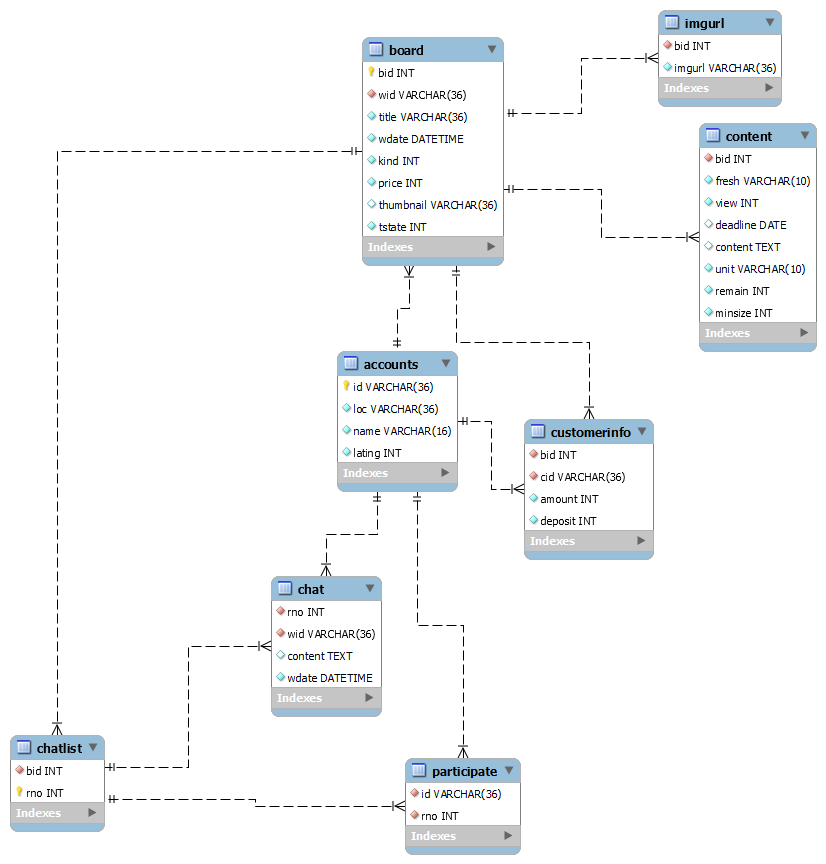 imgurl
bid INT
imgurl VARCHAR(36)
Indexes
board
bid INT
wid VARCHAR(36)
title VARCHAR(36)
wdate DATETIME
kind INT
price INT
thumbnail VARCHAR(36)
tstate INT
Indexes
content
bid INT
fresh VARCHAR(10)
view INT
deadline DATE
content TEXT
unit VARCHAR(10)
remain INT
minsize INT
Indexes
accounts
id VARCHAR(36)
loc VARCHAR(36)
name VARCHAR(16)
lating INT
Indexes
customerinfo
bid INT
cid VARCHAR(36)
amount INT
deposit INT
Indexes
chat
rno INT
wid VARCHAR(36)
content TEXT
wdate DATETIME
Indexes
chatlist
bid INT
rno INT
Indexes
participate
id VARCHAR(36)
rno INT
Indexes